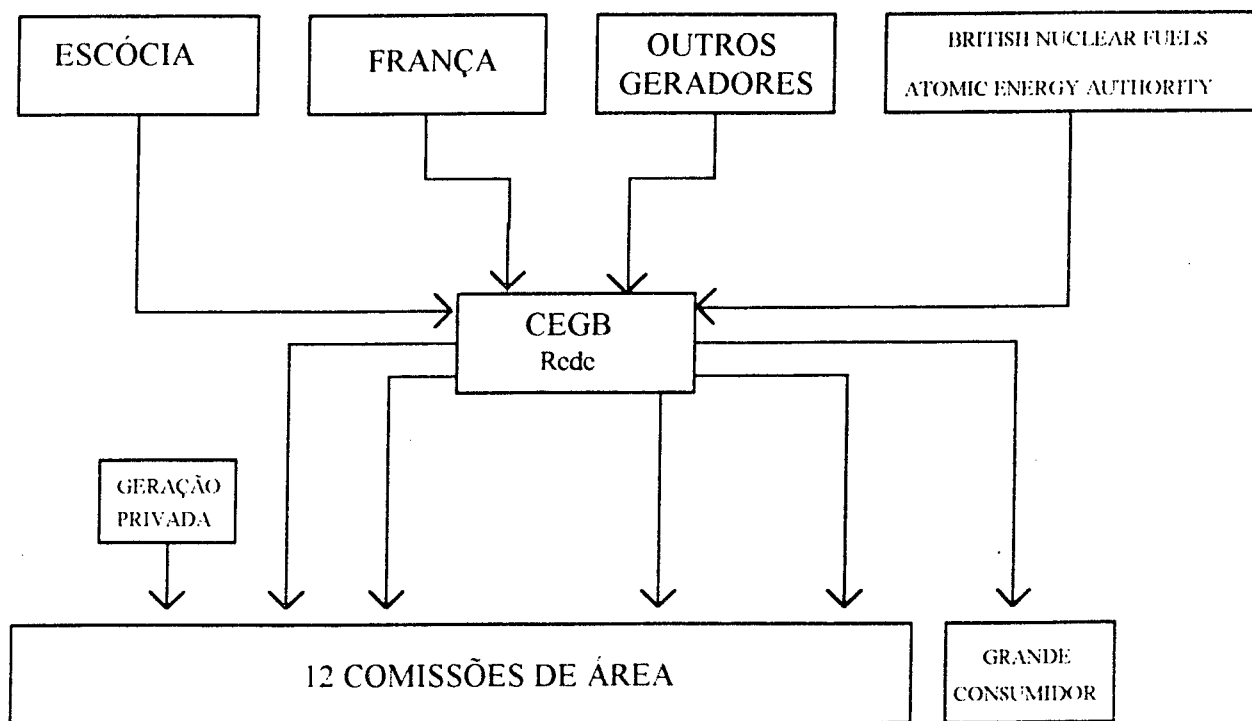 ESCÓCIA
FRANÇA
OUTROS
GERADORES
BRITISH NUCLEAR FUELS
ATOMIC ENERGY AUTHORITY
CEGB
Rede
GERAÇÃO
PRIVADA
12 COMISSÕES DE ÁREA
GRANDE
CONSUMIDOR